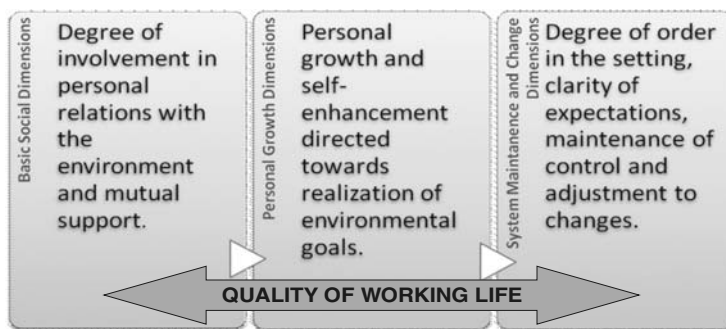 Basic Social Dimensions
Degree of
involvement in
personal
relations with
the
environment
and mutual
support.
Personal Growth Dimensions
Personal
growth and
self-
enhancement
directed
towards
realization of
environmental
goals.
System Maintanence and Change
Dimensions
Degree of order
in the setting,
clarity of
expectations,
maintenance of
control and
adjustment to
changes.
QUALITY OF WORKING LIFE